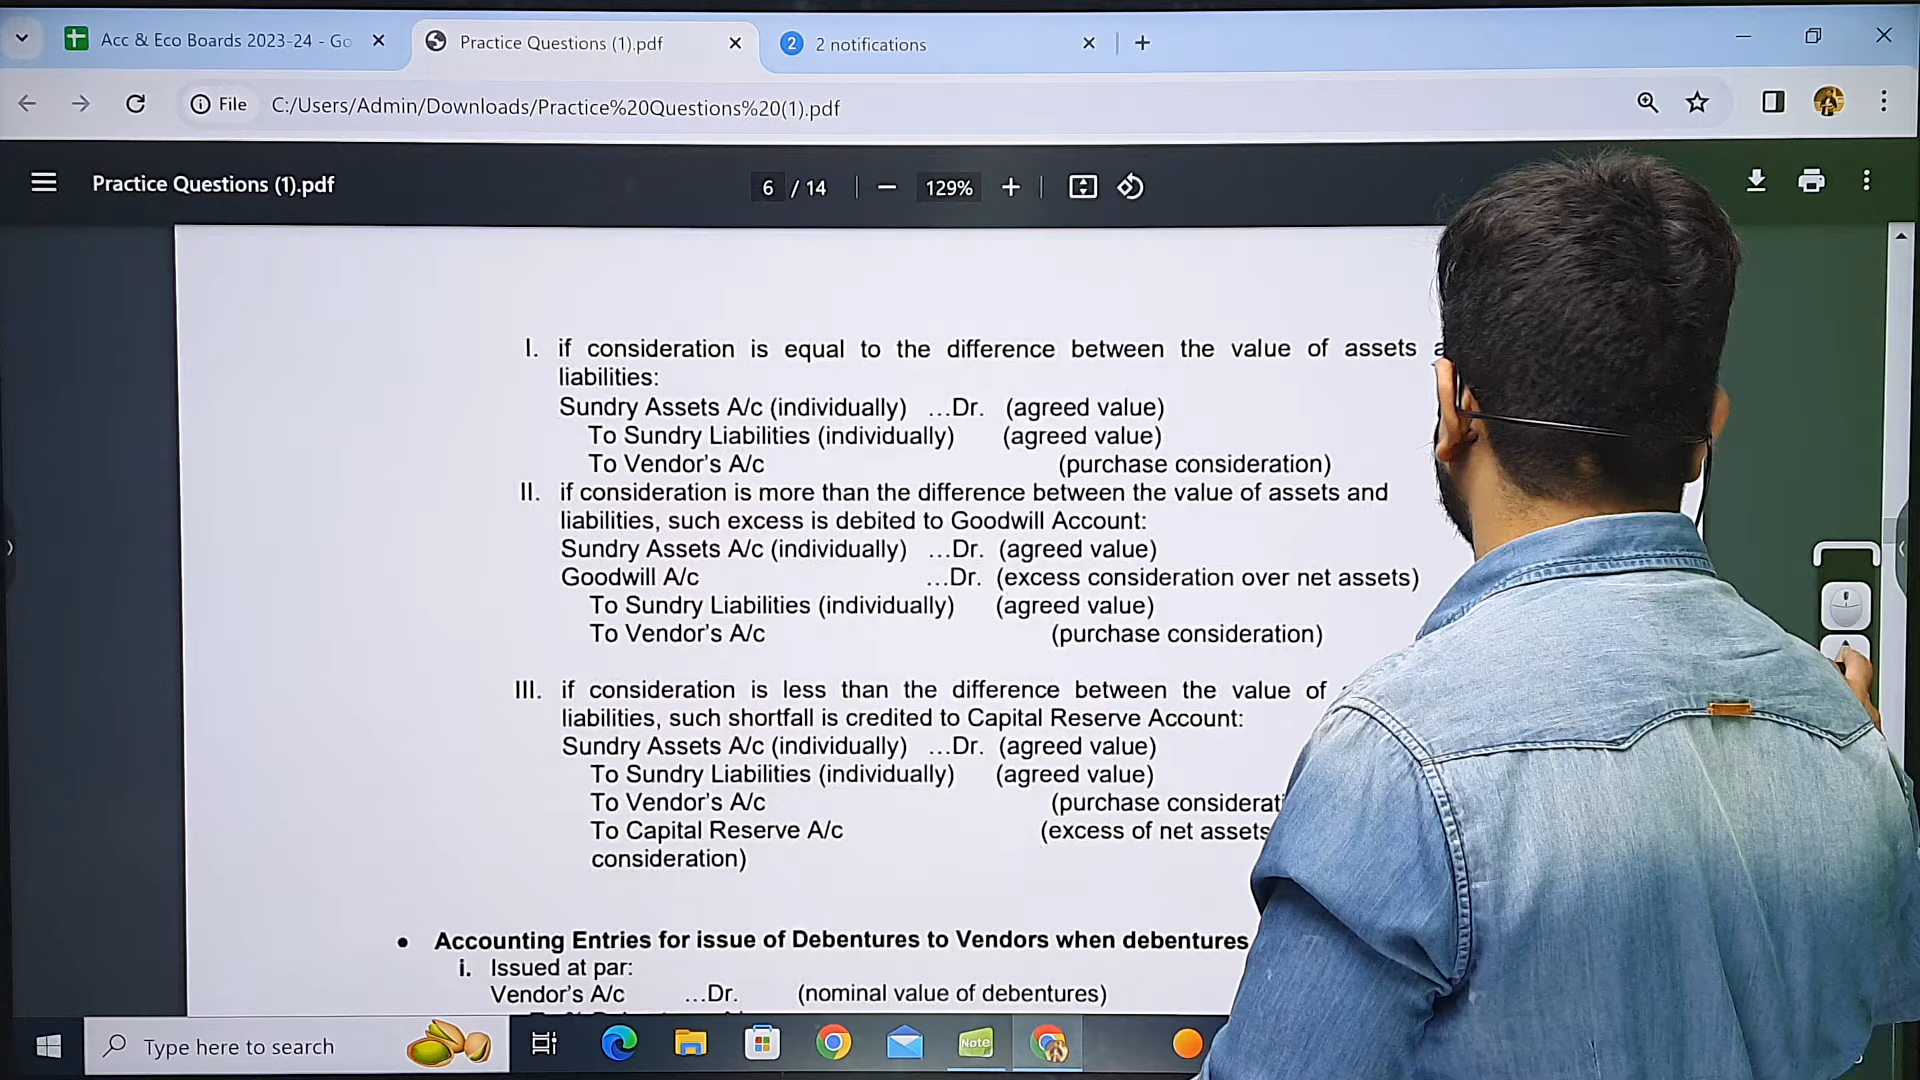 Acc & Eco Boards 2023-24 - Go
Practice Questions (1).pdf
2 2 notifications
File C:/Users/Admin/Downloads/Practice%20Questions%20(1).pdf
Practice Questions (1).pdf
6 / 14
129%
I. if consideration is equal to the difference between the value of assets
liabilities:
Sundry Assets A/c (individually) ...Dr. (agreed value)
To Sundry Liabilities (individually) (agreed value)
To Vendor's A/c (purchase consideration)
II. if consideration is more than the difference between the value of assets and
liabilities, such excess is debited to Goodwill Account:
Sundry Assets A/c (individually) ...Dr. (agreed value)
Goodwill A/c ...Dr. (excess consideration over net assets)
To Sundry Liabilities (individually) (agreed value)
To Vendor's A/c (purchase consideration)
III. if consideration is less than the difference between the value of
liabilities, such shortfall is credited to Capital Reserve Account:
Sundry Assets A/c (individually) ...Dr. (agreed value)
To Sundry Liabilities (individually) (agreed value)
To Vendor's A/c (purchase considerati
To Capital Reserve A/c (excess of net assets
consideration)
• Accounting Entries for issue of Debentures to Vendors when debentures
i. Issued at par:
Vendor's A/c ...Dr. (nominal value of debentures)
Type here to search
Note